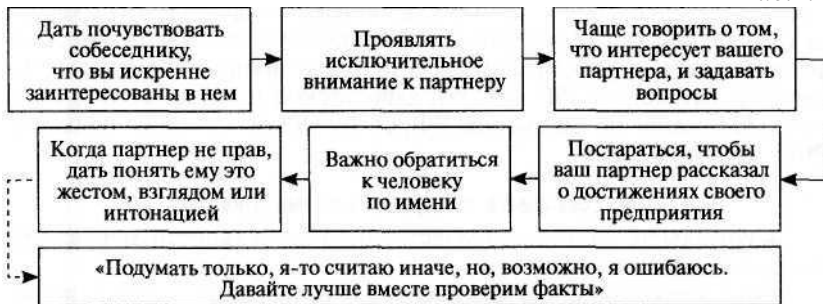 Дать почувствовать
собеседнику,
что вы искренне
заинтересованы в нем
Проявлять
исключительное
внимание к партнеру
Чаще говорить о том,
что интересует вашего
партнера, и задавать
вопросы
Постараться, чтобы
ваш партнер рассказал
о достижениях своего
предприятия
Важно обратиться
к человеку
по имени
Когда партнер не прав,
дать понять ему это
жестом, взглядом или
интонацией
«Подумать только, я-то считаю иначе, но, возможно, я ошибаюсь.
Давайте лучше вместе проверим факты»